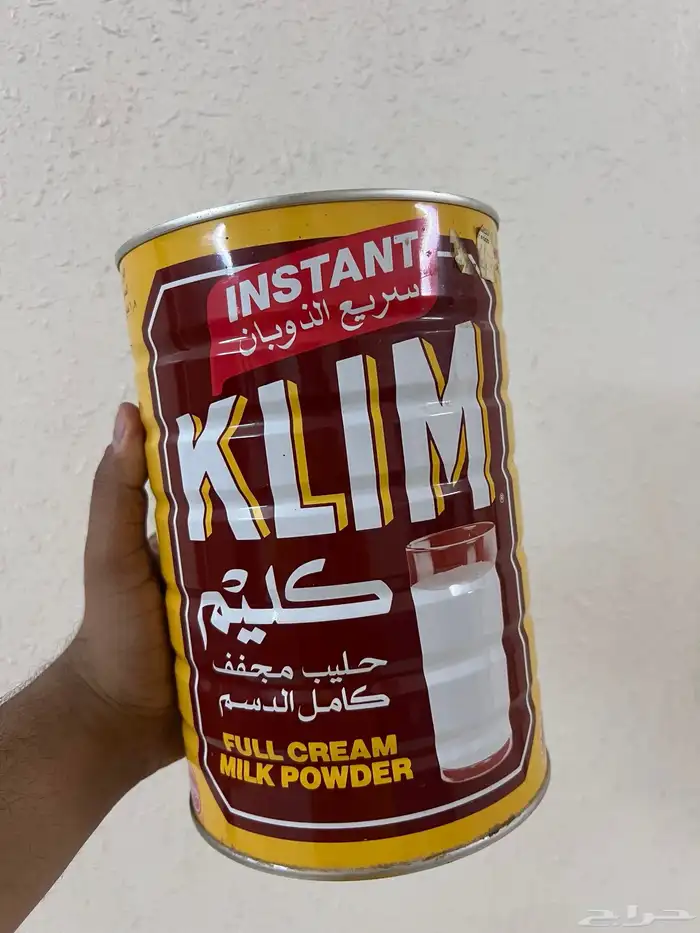 INSTANT
سريع الذوبان
KLIM
®
كليم
حليب مجفف
كامل الدسم
FULL CREAM
MILK POWDER
حراج